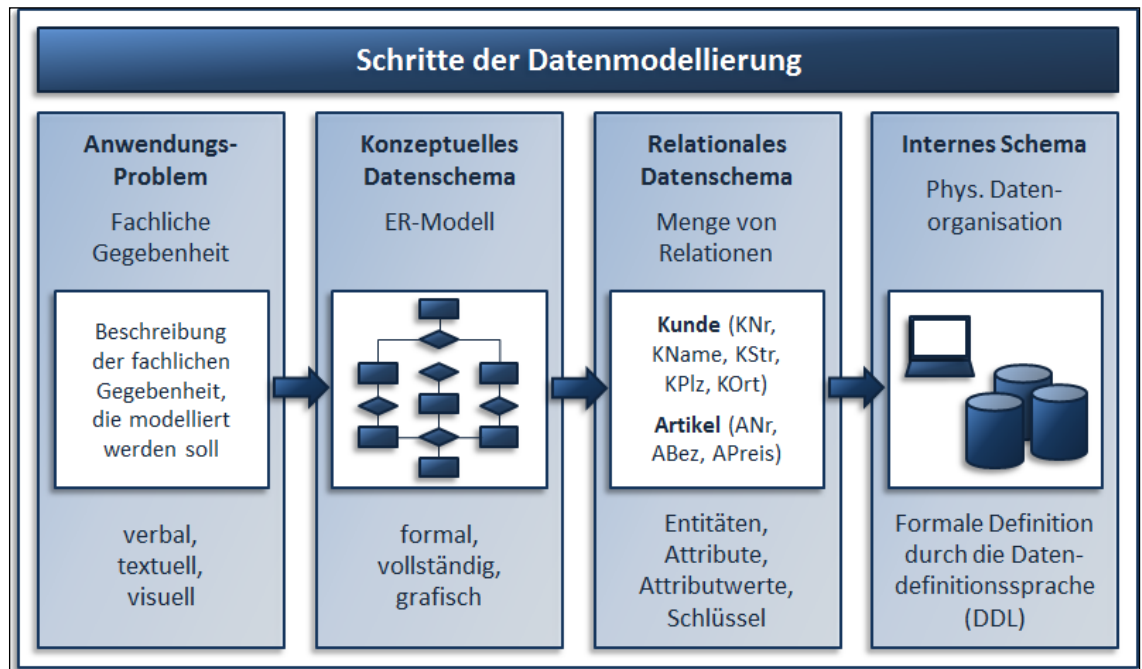 Schritte der Datenmodellierung
Anwendungs-
Problem
Fachliche
Gegebenheit
Beschreibung
der fachlichen
Gegebenheit,
die modelliert
werden soll
verbal,
textuell,
visuell
Konzeptuelles
Datenschema
ER-Modell
formal,
vollständig,
grafisch
Relationales
Datenschema
Menge von
Relationen
Kunde (KNr,
KName, KStr,
KPlz, KOrt)
Artikel (ANr,
ABez, APreis)
Entitäten,
Attribute,
Attributwerte,
Schlüssel
Internes Schema
Phys. Daten-
organisation
Formale Definition
durch die Daten-
definitionssprache
(DDL)